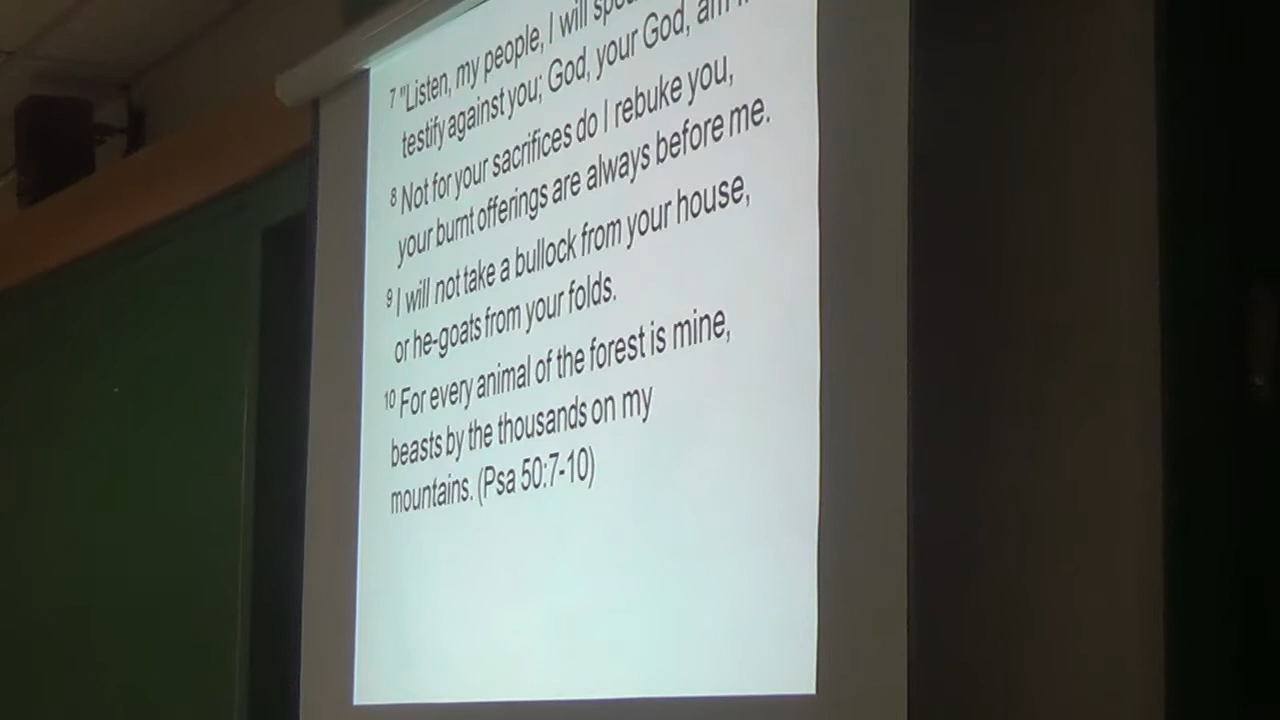 7 "Listen, my people, I will
testify against you; God, your God, am
8 Not for your sacrifices do I rebuke you,
your burnt offerings are always before me.
9 I will not take a bullock from your house,
or he-goats from your folds.
10 For every animal of the forest is mine,
beasts by the thousands on my
mountains. (Psa 50:7-10)